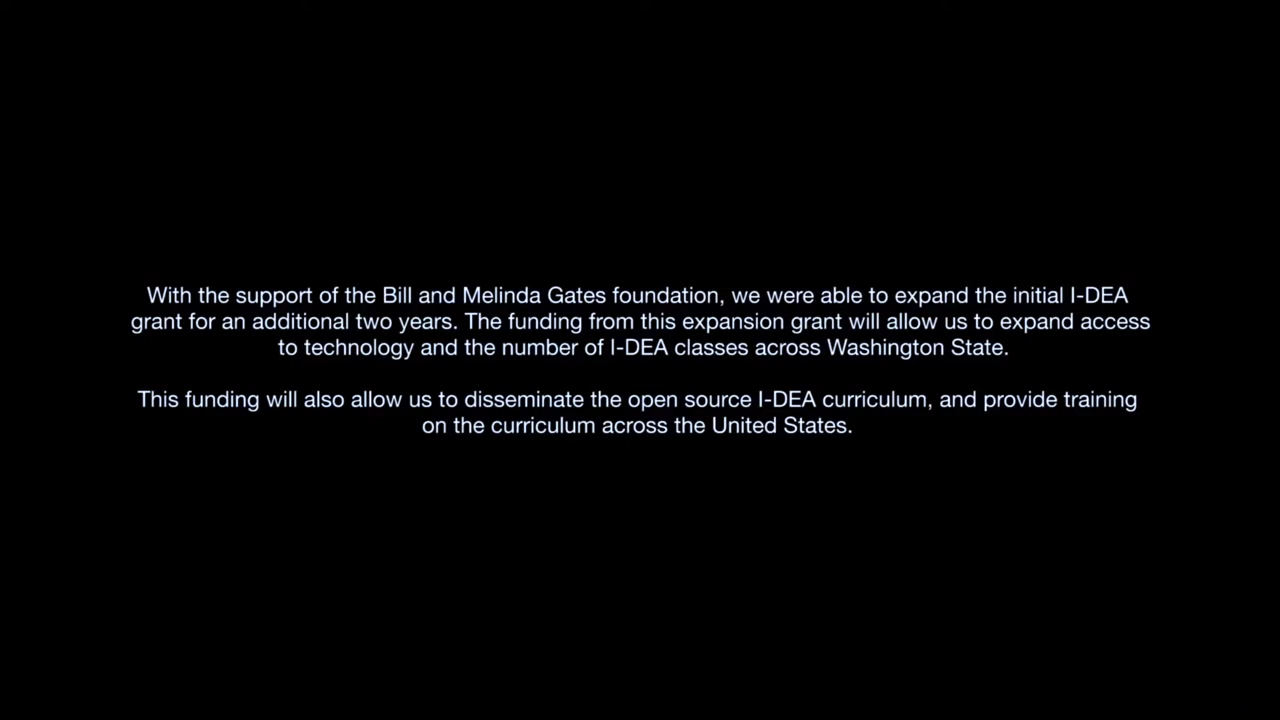 With the support of the Bill and Melinda Gates foundation, we were able to expand the initial I-DEA
grant for an additional two years. The funding from this expansion grant will allow us to expand access
to technology and the number of I-DEA classes across Washington State.
This funding will also allow us to disseminate the open source I-DEA curriculum, and provide training
on the curriculum across the United States.